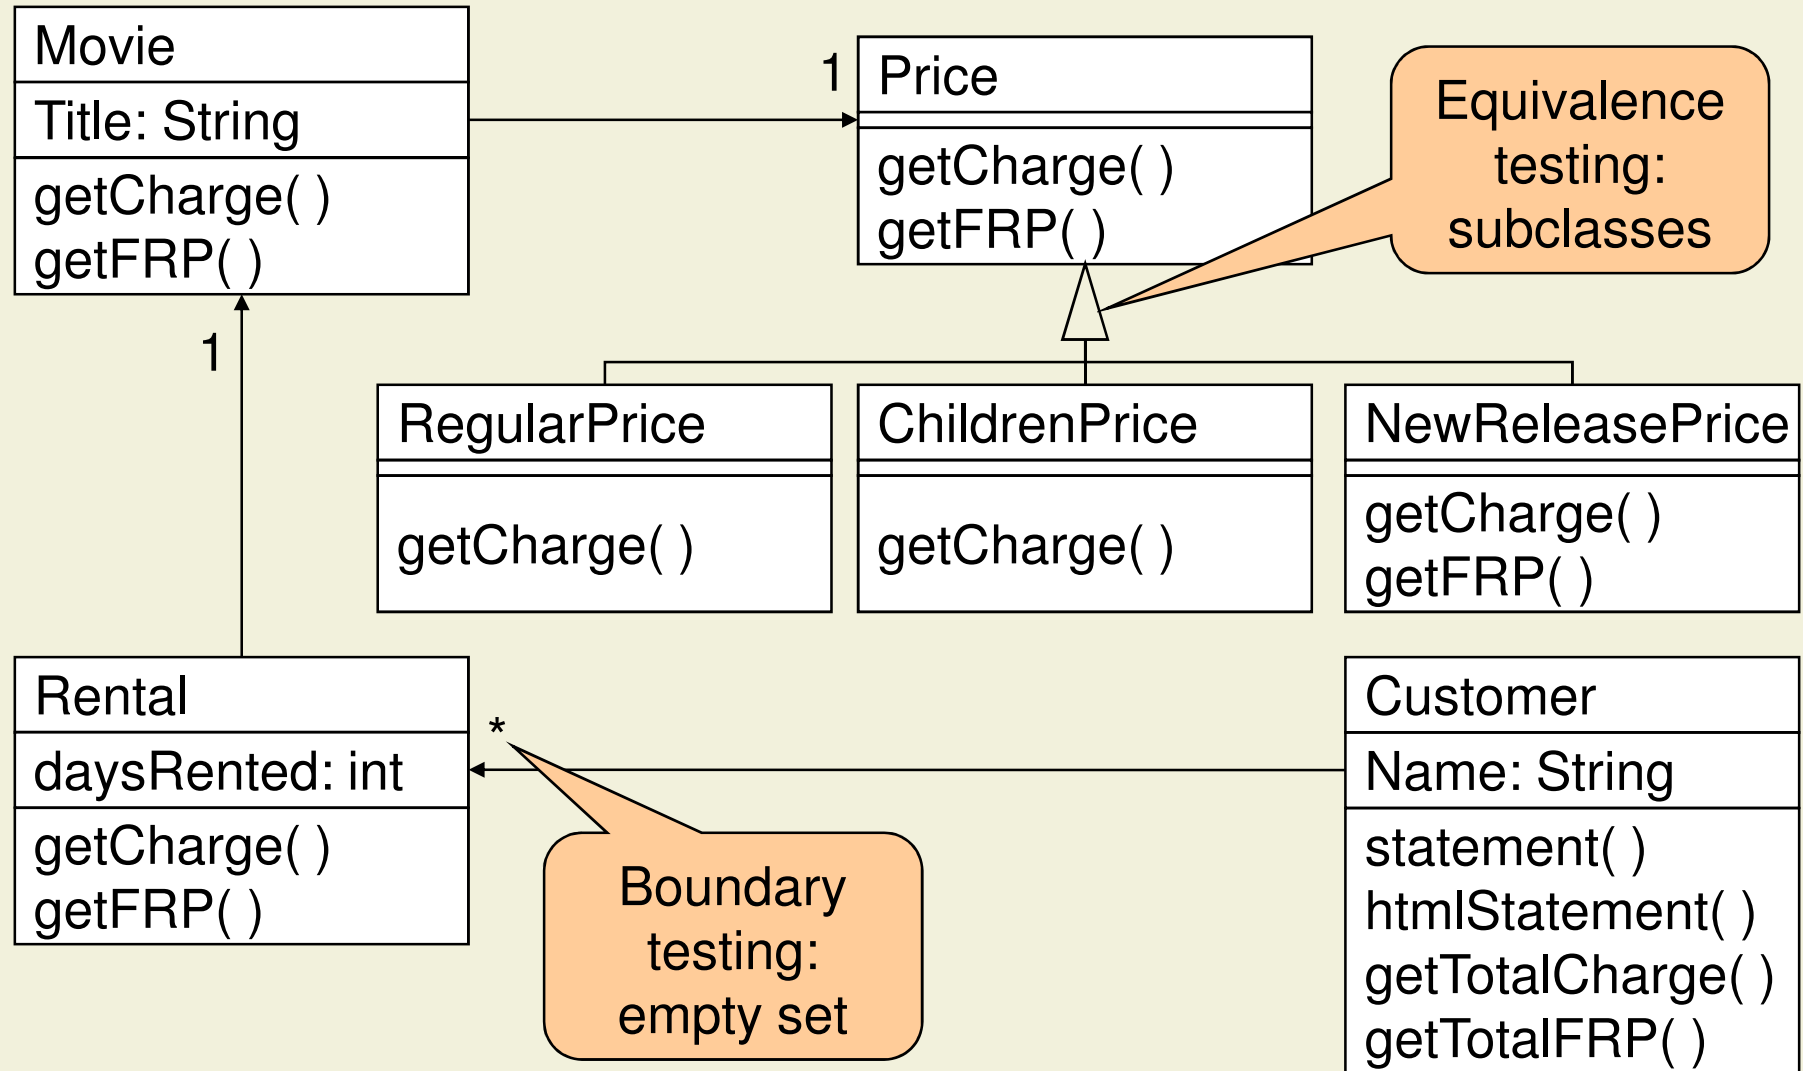 Movie
Title: String
getCharge( )
getFRP( )
1
1
Price
getCharge( )
getFRP( )
Equivalence
testing:
subclasses
RegularPrice
getCharge( )
ChildrenPrice
getCharge( )
NewReleasePrice
getCharge( )
getFRP( )
Rental
daysRented: int
getCharge( )
getFRP( )
*
Boundary
testing:
empty set
Customer
Name: String
statement( )
htmlStatement( )
getTotalCharge( )
getTotalFRP( )